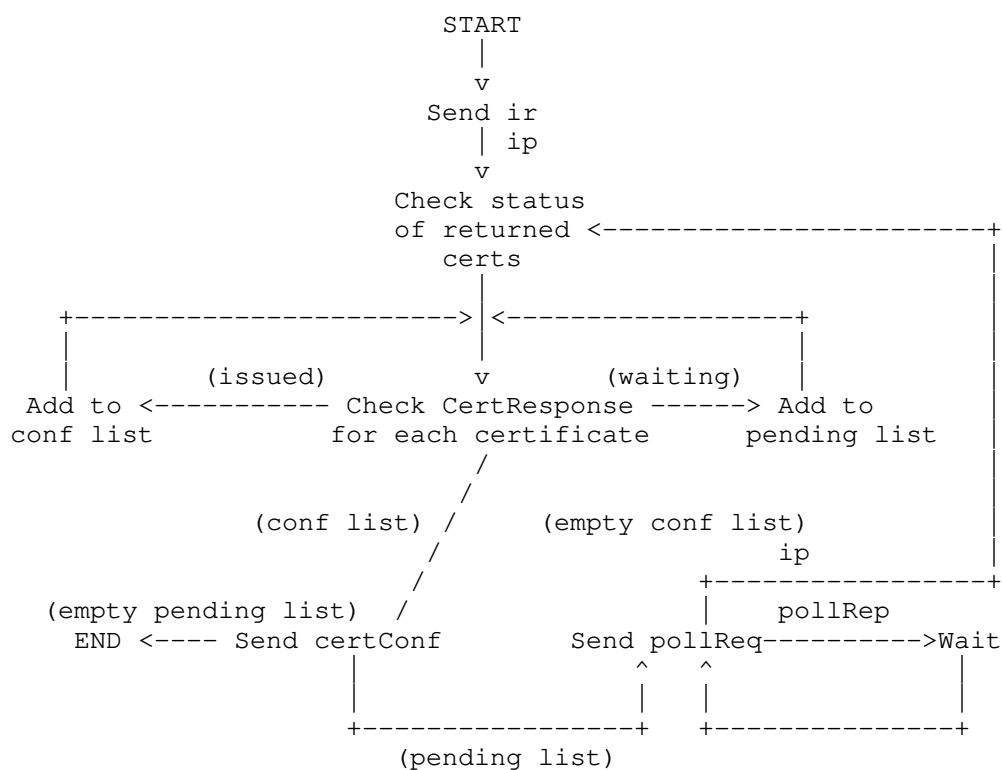 START
Send ir
ip
Check status
of returned
certs
(issued) (waiting)
Add to Check CertResponse Add to
conf list for each certificate pending list
(conf list) (empty conf list)
ip
(empty pending list) pollRep
END Send certConf Send pollReq Wait
(pending list)